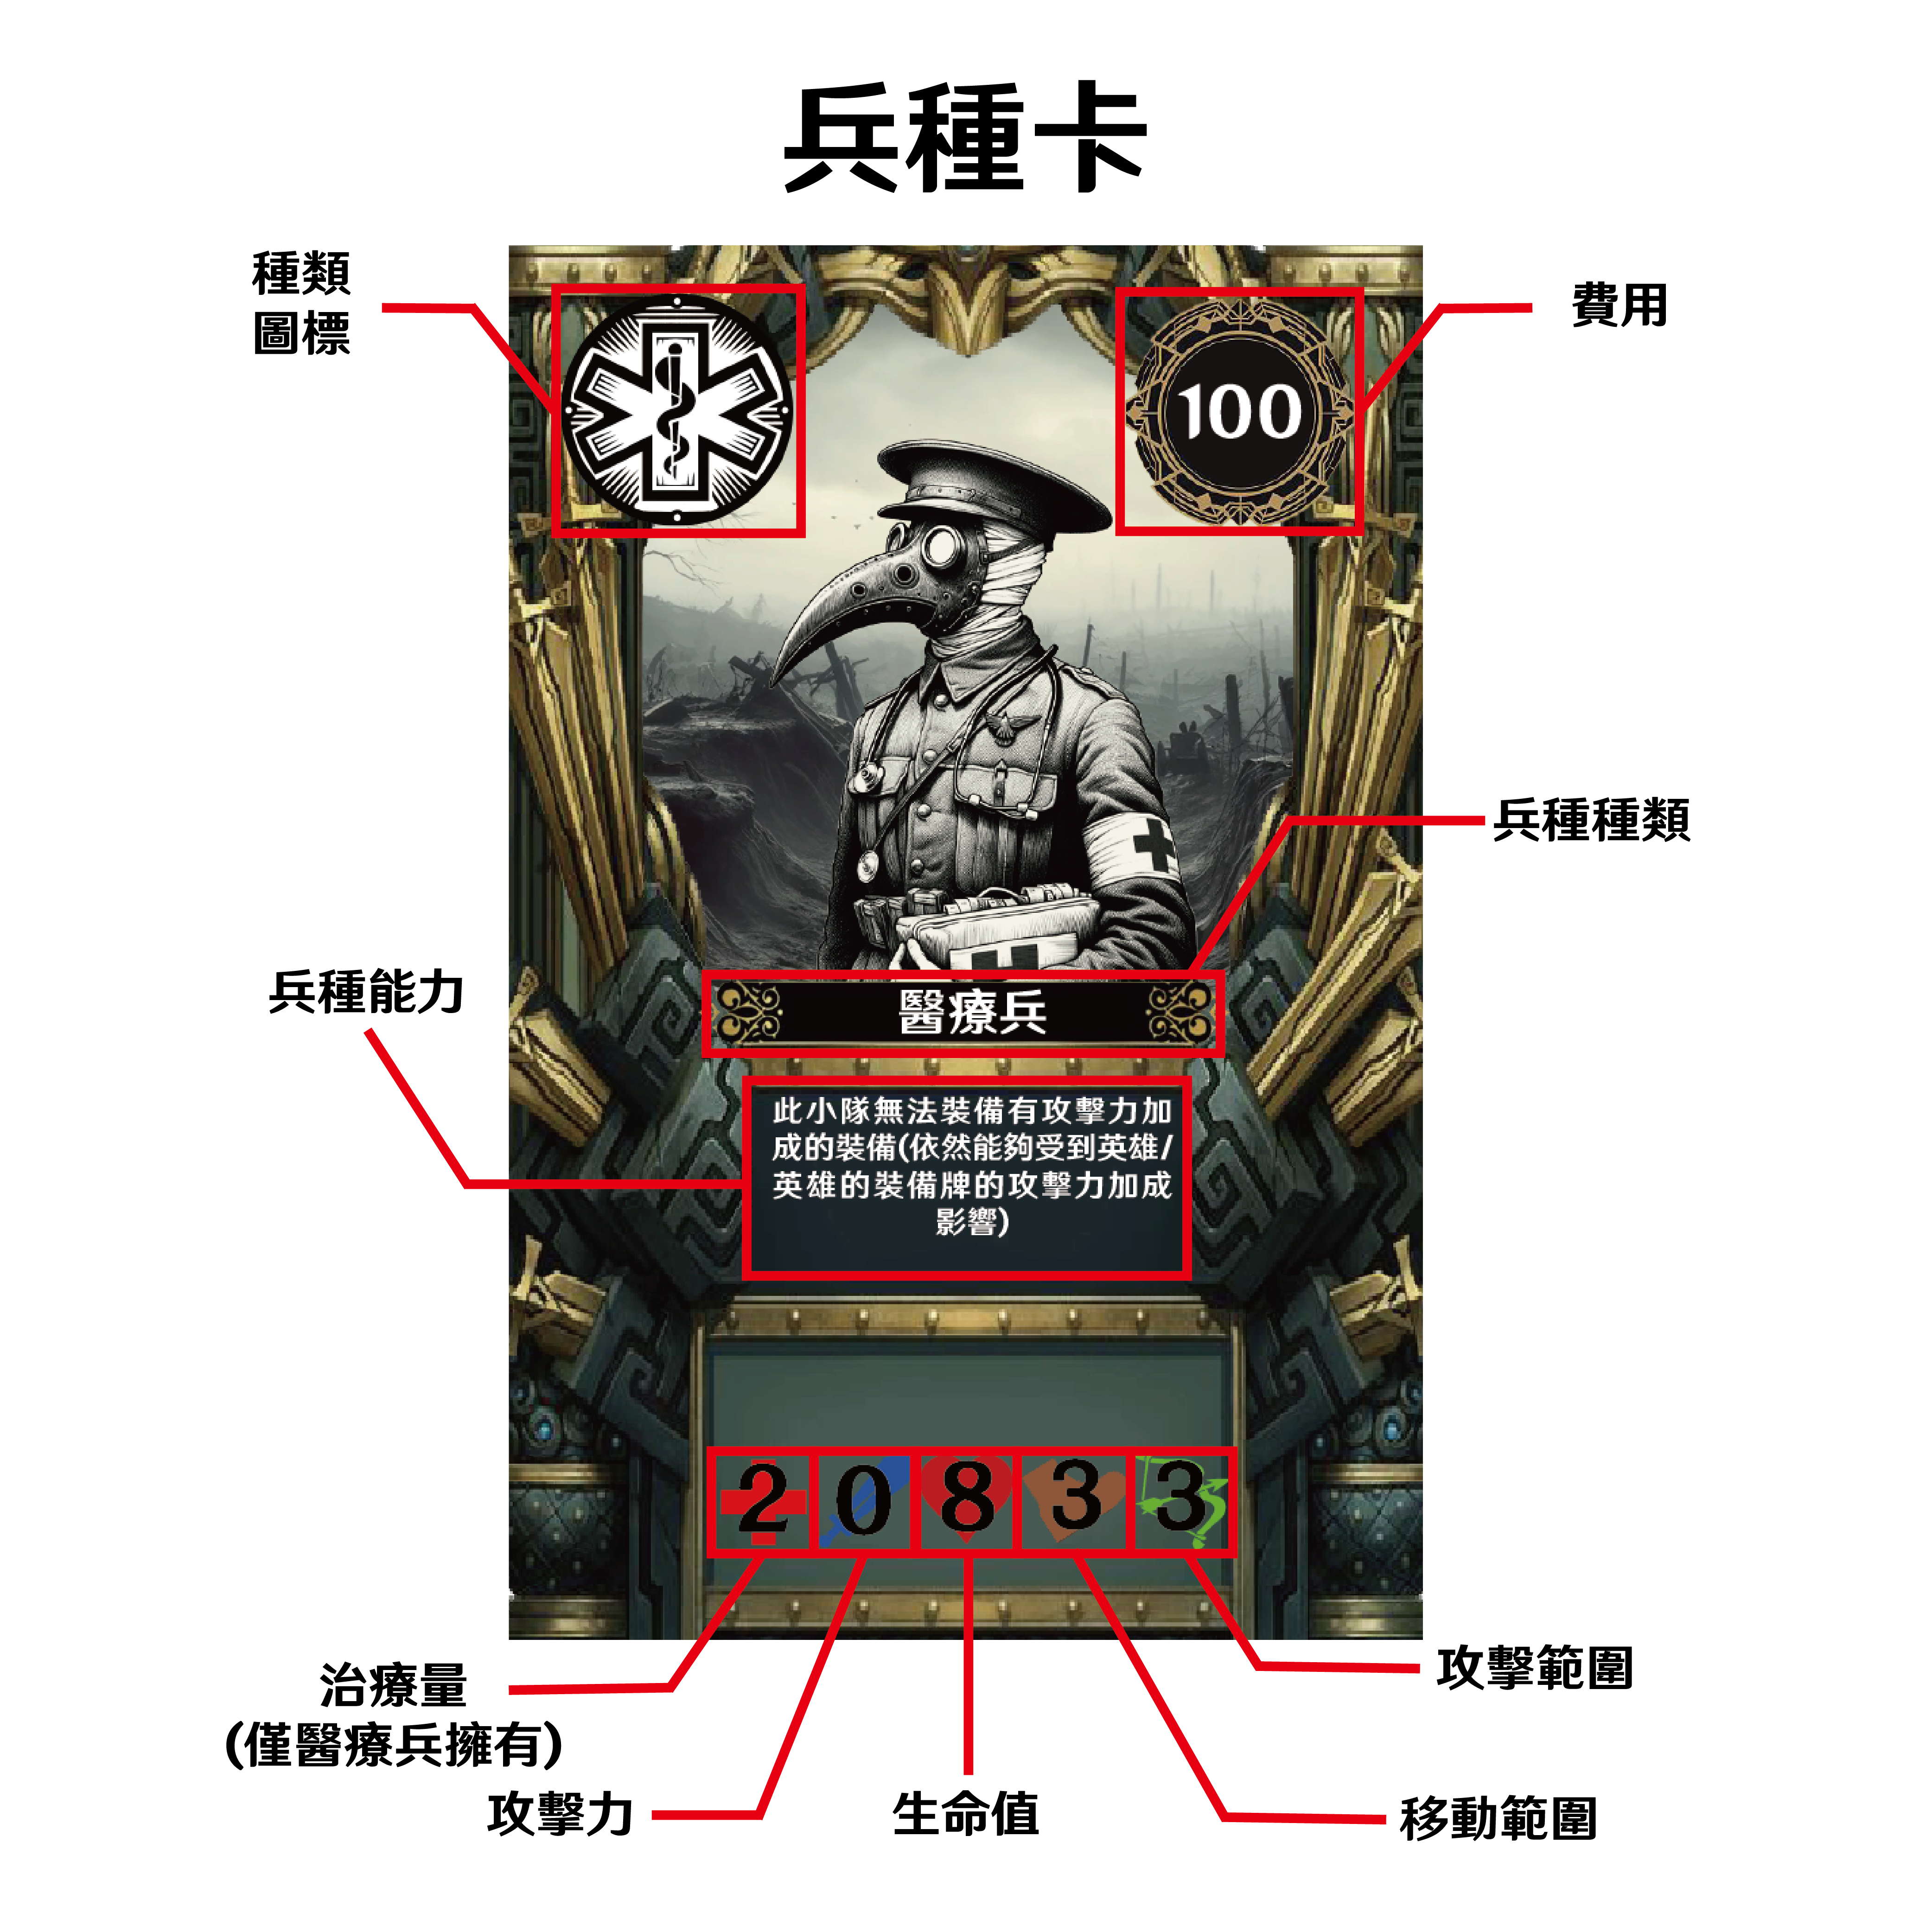 兵種卡
種類
圖標
費用
100
兵種種類
兵種能力
醫療兵
此小隊無法裝備有攻擊力加
成的裝備(依然能夠受到英雄/
英雄的裝備牌的攻擊力加成
影響)
2 0 8 3 3
治療量
(僅醫療兵擁有)
攻擊力
生命值
移動範圍
攻擊範圍